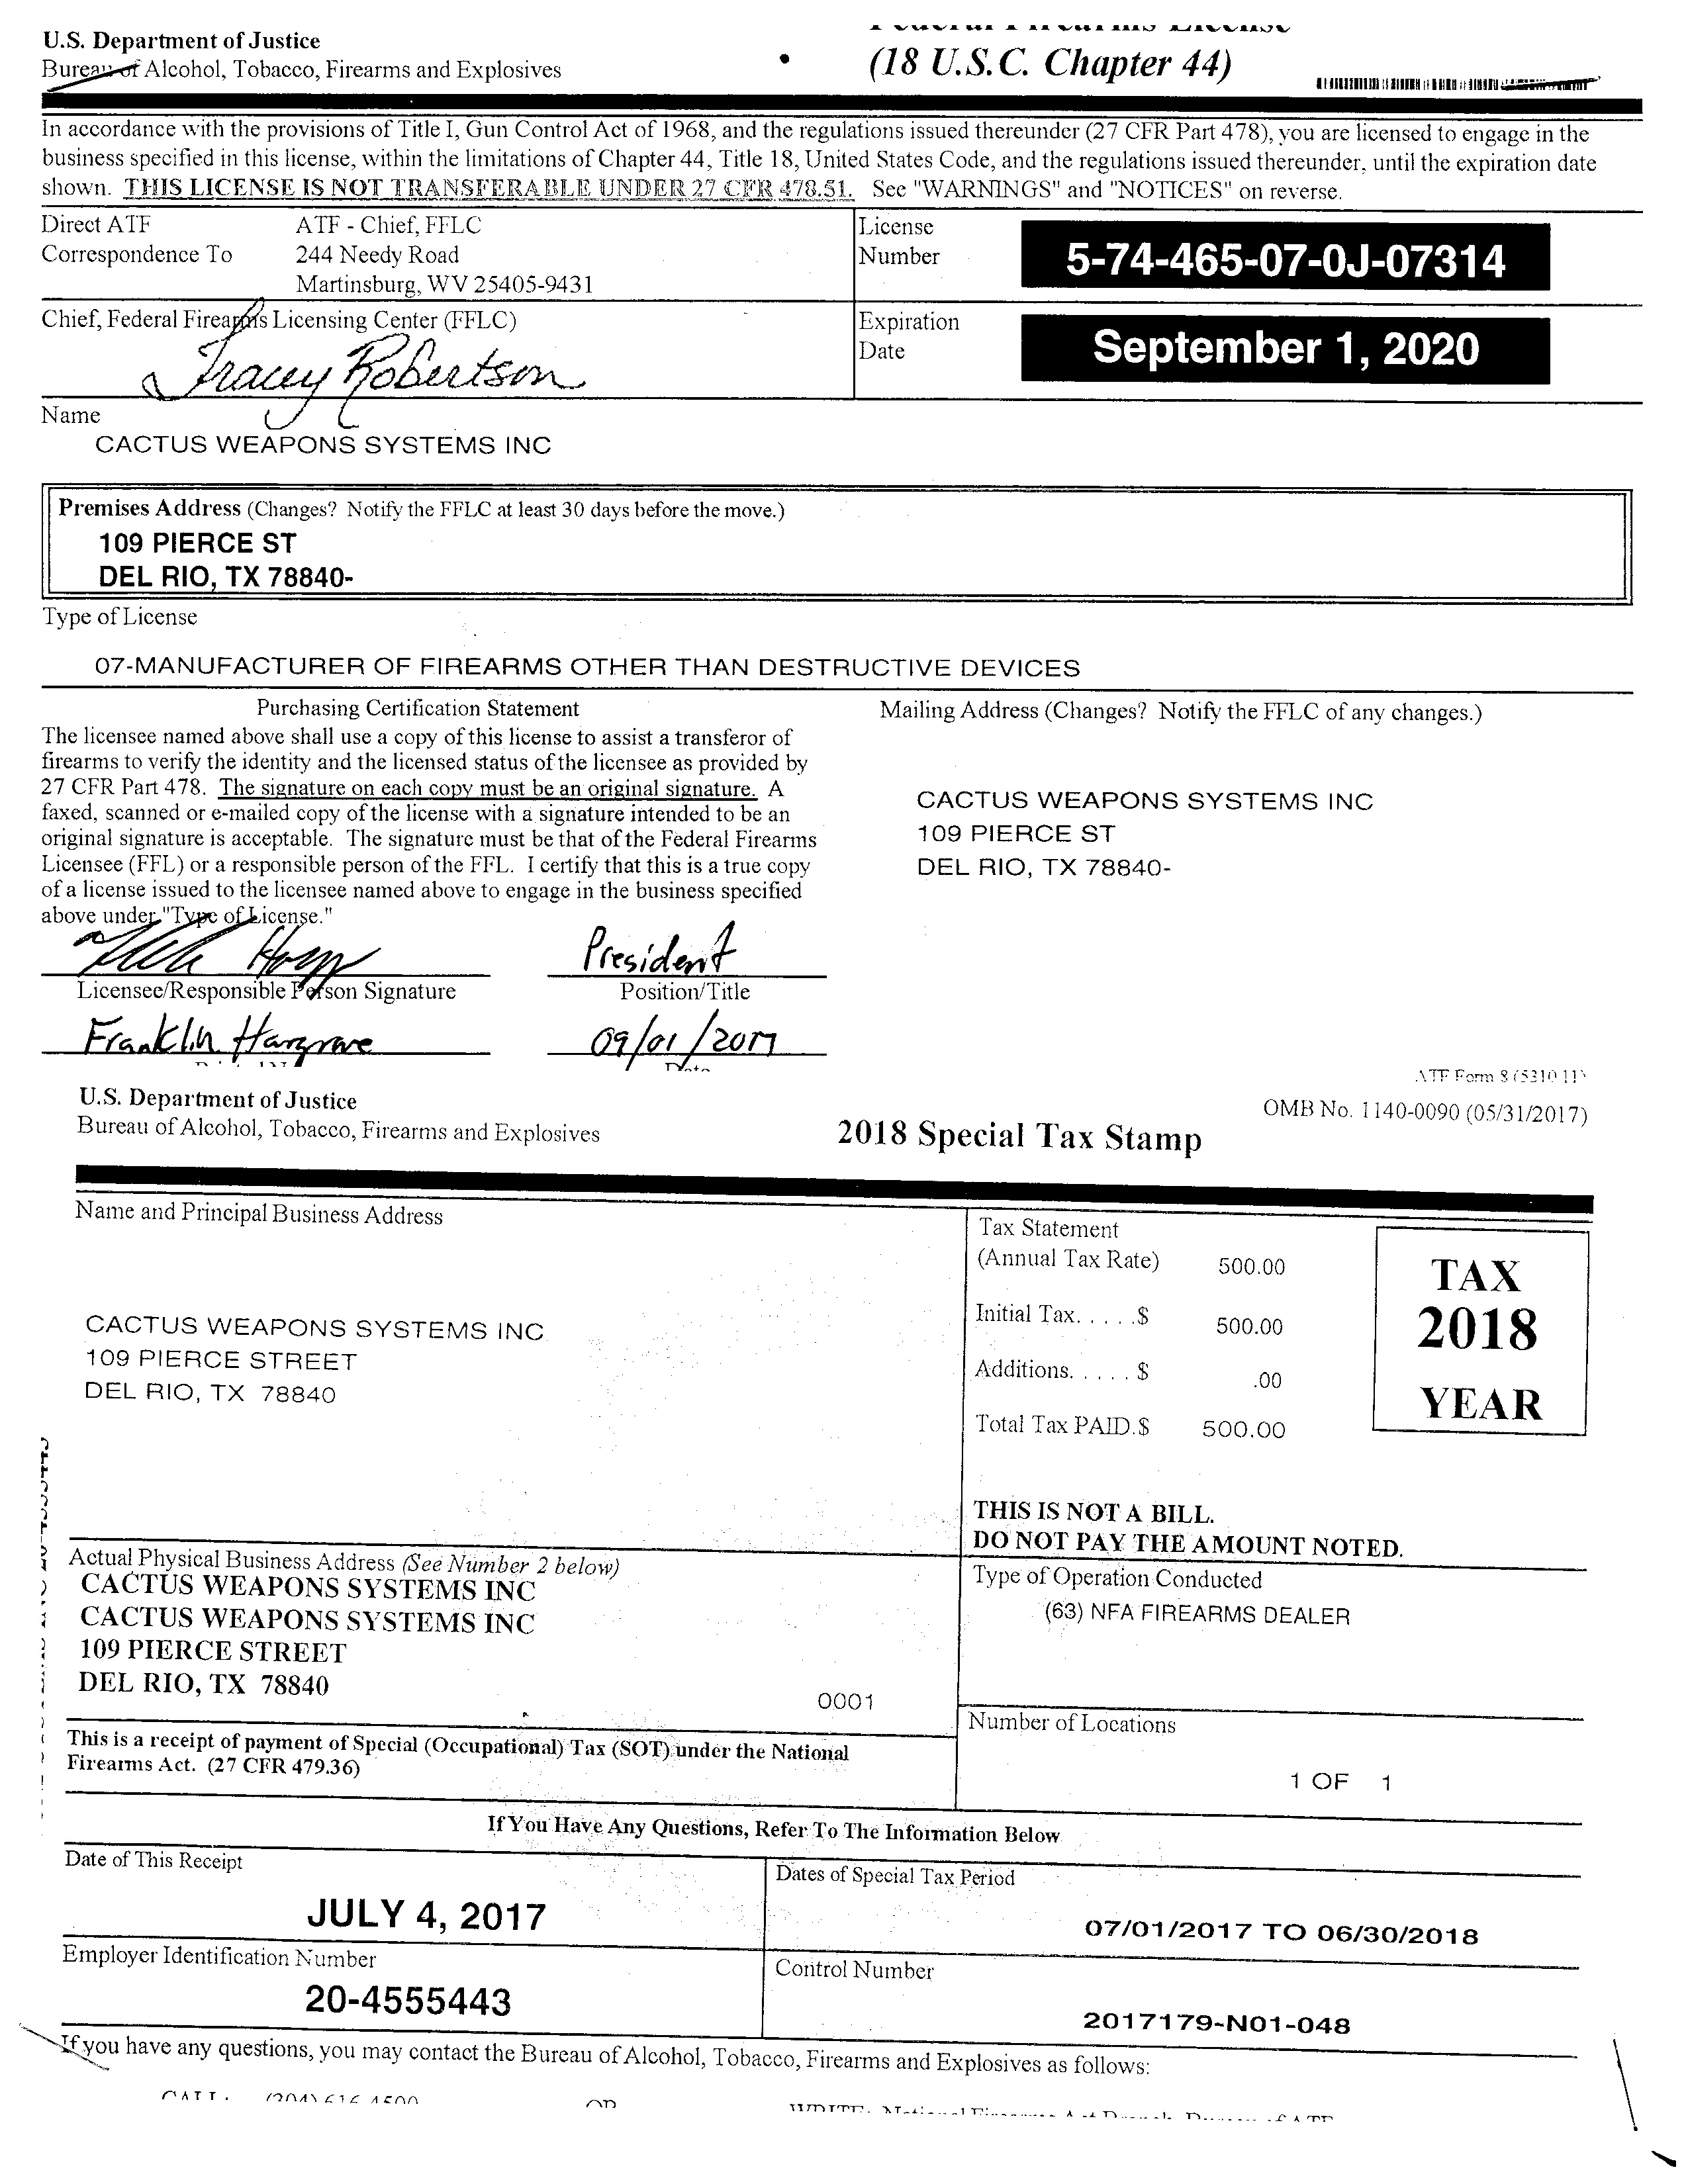 U.S. Department of Justice
Bureau of Alcohol, Tobacco, Firearms and Explosives
Federal Firearms License
(18 U.S.C. Chapter 44)
In accordance with the provisions of Title I, Gun Control Act of 1968, and the regulations issued thereunder (27 CFR Part 478), you are licensed to engage in the
business specified in this license, within the limitations of Chapter 44, Title 18, United States Code, and the regulations issued thereunder, until the expiration date
shown. THIS LICENSE IS NOT TRANSFERABLE UNDER 27 CFR 478.51. See "WARNINGS" and "NOTICES" on reverse.
Direct ATF
Correspondence To
ATF - Chief, FFLC
244 Needy Road
Martinsburg, WV 25405-9431
License
Number
5-74-465-07-0J-07314
Chief, Federal Firearms Licensing Center (FFLC)
Tracey Robertson
Expiration
Date
September 1, 2020
Name
CACTUS WEAPONS SYSTEMS INC
Premises Address (Changes? Notify the FFLC at least 30 days before the move.)
109 PIERCE ST
DEL RIO, TX 78840-
Type of License
07-MANUFACTURER OF FIREARMS OTHER THAN DESTRUCTIVE DEVICES
Purchasing Certification Statement
The licensee named above shall use a copy of this license to assist a transferor of
firearms to verify the identity and the licensed status of the licensee as provided by
27 CFR Part 478. The signature on each copy must be an original signature. A
faxed, scanned or e-mailed copy of the license with a signature intended to be an
original signature is acceptable. The signature must be that of the Federal Firearms
Licensee (FFL) or a responsible person of the FFL. I certify that this is a true copy
of a license issued to the licensee named above to engage in the business specified
above under "Type of License."
Mailing Address (Changes? Notify the FFLC of any changes.)
CACTUS WEAPONS SYSTEMS INC
109 PIERCE ST
DEL RIO, TX 78840-
President
Licensee/Responsible Person Signature
Position/Title
Franklin Hargrave
09/01/2017
Date
ATF Form 8 (5310.11)
U.S. Department of Justice
Bureau of Alcohol, Tobacco, Firearms and Explosives
2018 Special Tax Stamp
OMB No. 1140-0090 (05/31/2017)
Name and Principal Business Address
CACTUS WEAPONS SYSTEMS INC
109 PIERCE STREET
DEL RIO, TX 78840
Tax Statement
(Annual Tax Rate) 500.00
Initial Tax. . . . .$ 500.00
Additions. . . . . $ .00
Total Tax PAID.$ 500.00
TAX
2018
YEAR
THIS IS NOT A BILL.
DO NOT PAY THE AMOUNT NOTED.
Actual Physical Business Address (See Number 2 below)
CACTUS WEAPONS SYSTEMS INC
CACTUS WEAPONS SYSTEMS INC
109 PIERCE STREET
DEL RIO, TX 78840
0001
Type of Operation Conducted
(63) NFA FIREARMS DEALER
This is a receipt of payment of Special (Occupational) Tax (SOT) under the National
Firearms Act. (27 CFR 479.36)
Number of Locations
1 OF 1
If You Have Any Questions, Refer To The Information Below
Date of This Receipt
JULY 4, 2017
Dates of Special Tax Period
07/01/2017 TO 06/30/2018
Employer Identification Number
20-4555443
Control Number
2017179-N01-048
If you have any questions, you may contact the Bureau of Alcohol, Tobacco, Firearms and Explosives as follows:
CALL: (304) 616-4500
OR
WRITE: National Firearms Act Branch, Bureau of ATF